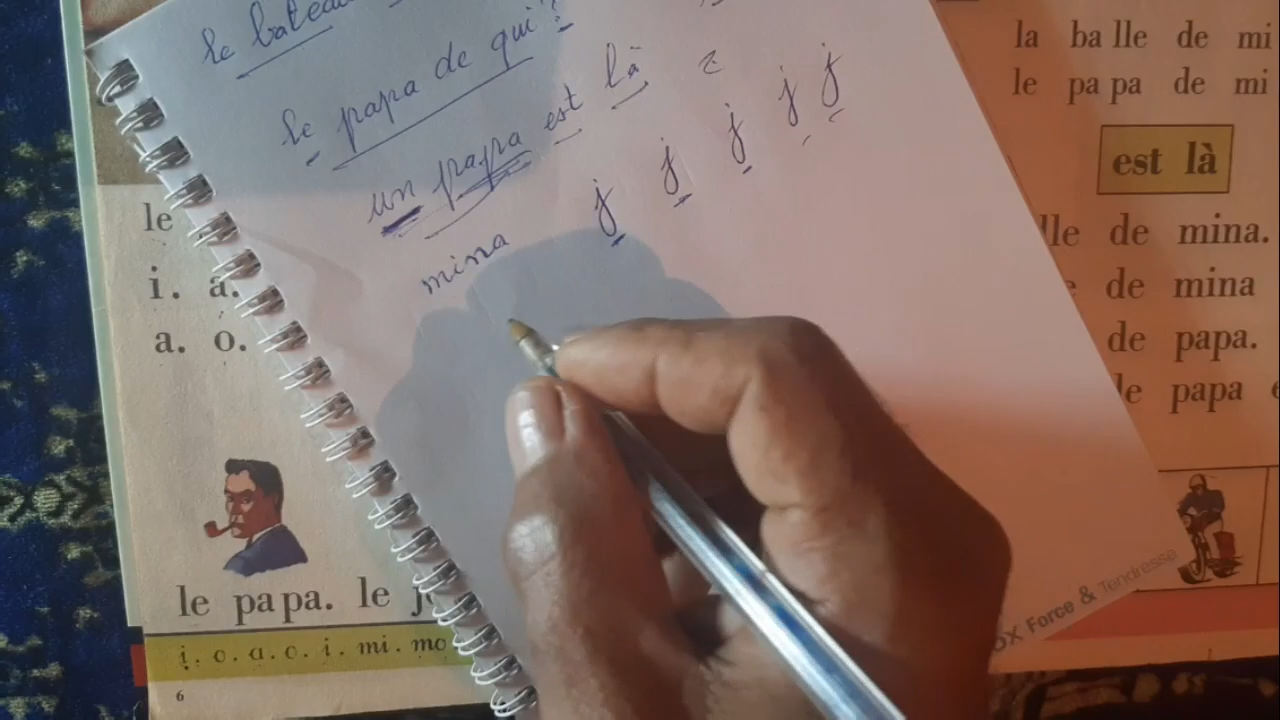 le bateau
le papa de qui?
un papa est là
mina
j j j j j
le
i. a.
a. o.
le papa. le
i. o. a. o. i. mi. mo
6
la balle de mi
le papa de mi
est là
lle de mina.
de mina
de papa.
le papa
OX Force & Tendresse